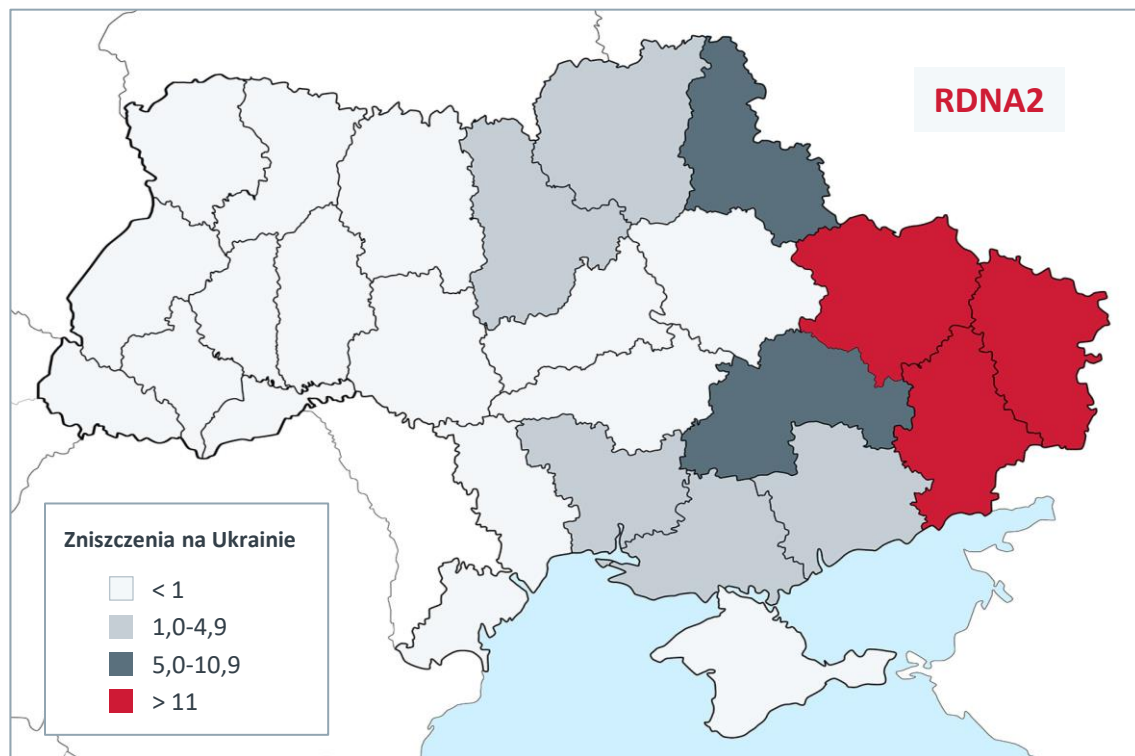 RDNA2
Zniszczenia na Ukrainie
< 1
1,0-4,9
5,0-10,9
> 11